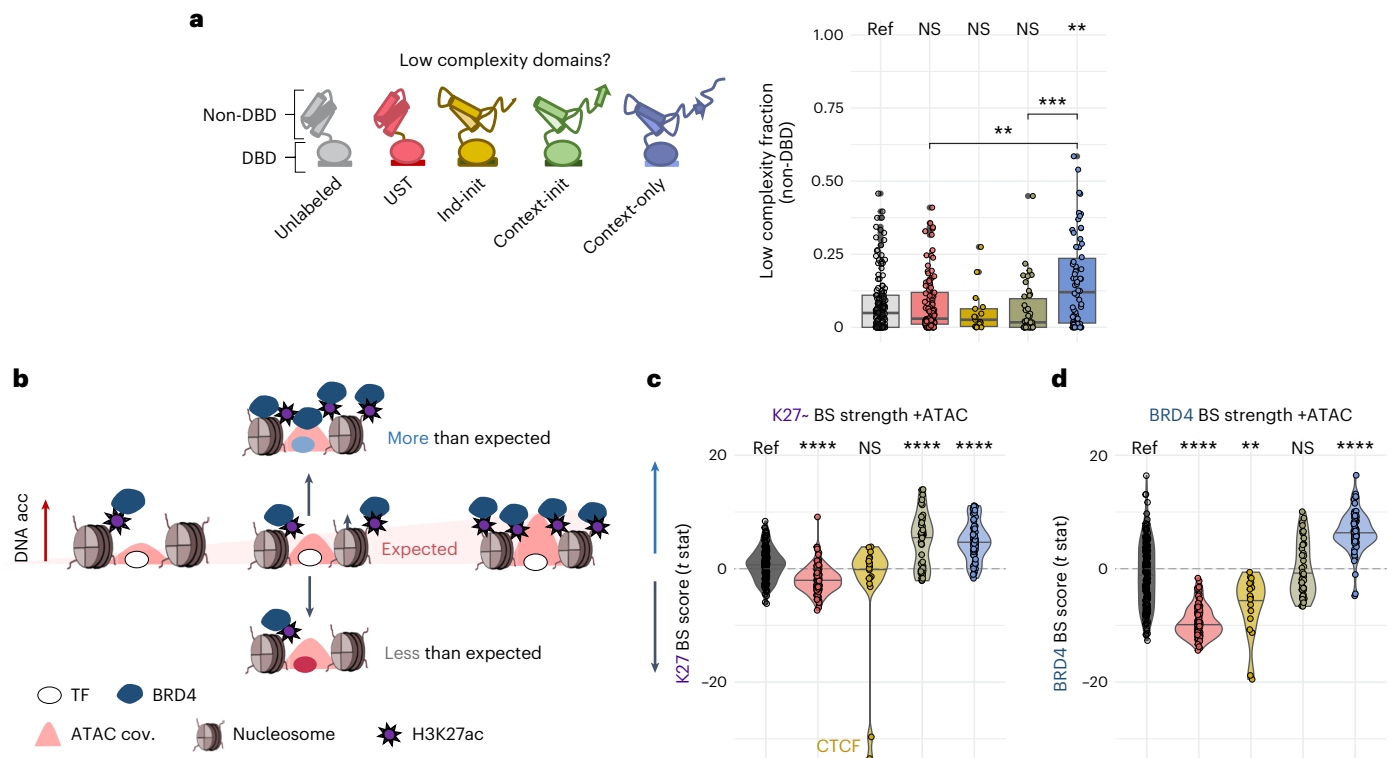 a
Low complexity domains?
Non-DBD
DBD
Unlabeled
UST
Ind-init
Context-init
Context-only
Low complexity fraction
(non-DBD)
1.00
0.75
0.50
0.25
0
Ref
NS
NS
NS
**
***
**
b
DNA acc
More than expected
Expected
Less than expected
TF
BRD4
ATAC cov.
Nucleosome
H3K27ac
c
K27~ BS strength +ATAC
Ref
****
NS
****
****
K27 BS score (t stat)
20
0
–20
CTCF
d
BRD4 BS strength +ATAC
Ref
****
**
NS
****
BRD4 BS score (t stat)
20
0
–20